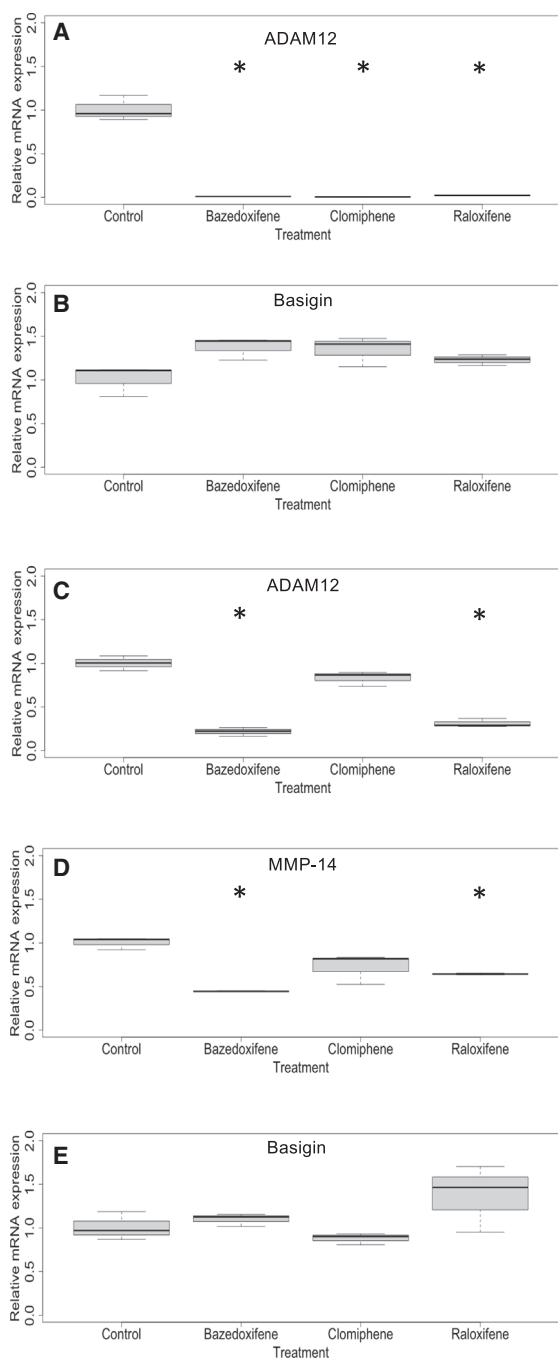 A
ADAM12
* * *
Relative mRNA expression
2.0
1.5
1.0
0.5
0.0
Control Bazedoxifene Clomiphene Raloxifene
Treatment
B
Basigin
Relative mRNA expression
2.0
1.5
1.0
0.5
0.0
Control Bazedoxifene Clomiphene Raloxifene
Treatment
C
ADAM12
* *
Relative mRNA expression
2.0
1.5
1.0
0.5
0.0
Control Bazedoxifene Clomiphene Raloxifene
Treatment
D
MMP-14
* *
Relative mRNA expression
2.0
1.5
1.0
0.5
0.0
Control Bazedoxifene Clomiphene Raloxifene
Treatment
E
Basigin
Relative mRNA expression
2.0
1.5
1.0
0.5
0.0
Control Bazedoxifene Clomiphene Raloxifene
Treatment